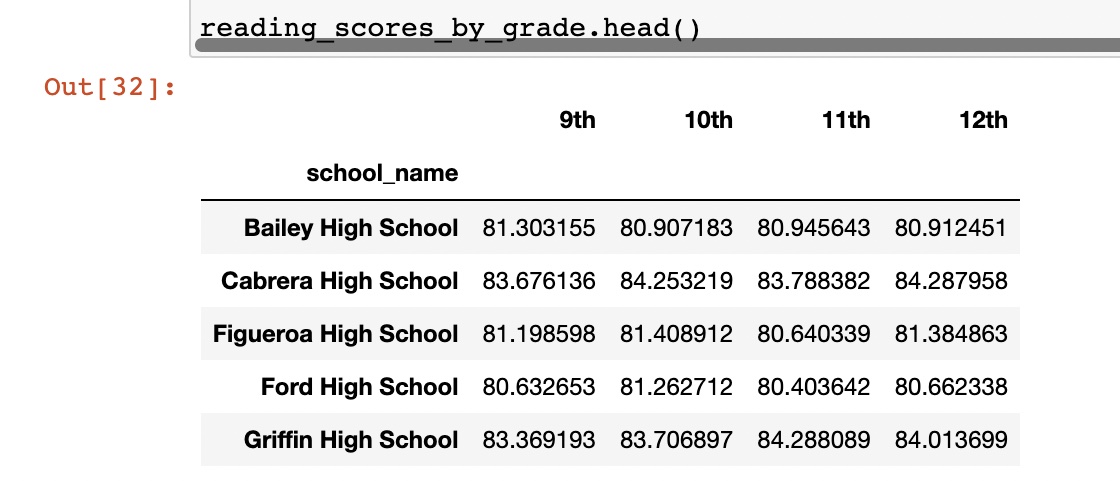 reading_scores_by_grade.head()
Out[32]:
9th 10th 11th 12th
school_name
Bailey High School 81.303155 80.907183 80.945643 80.912451
Cabrera High School 83.676136 84.253219 83.788382 84.287958
Figueroa High School 81.198598 81.408912 80.640339 81.384863
Ford High School 80.632653 81.262712 80.403642 80.662338
Griffin High School 83.369193 83.706897 84.288089 84.013699